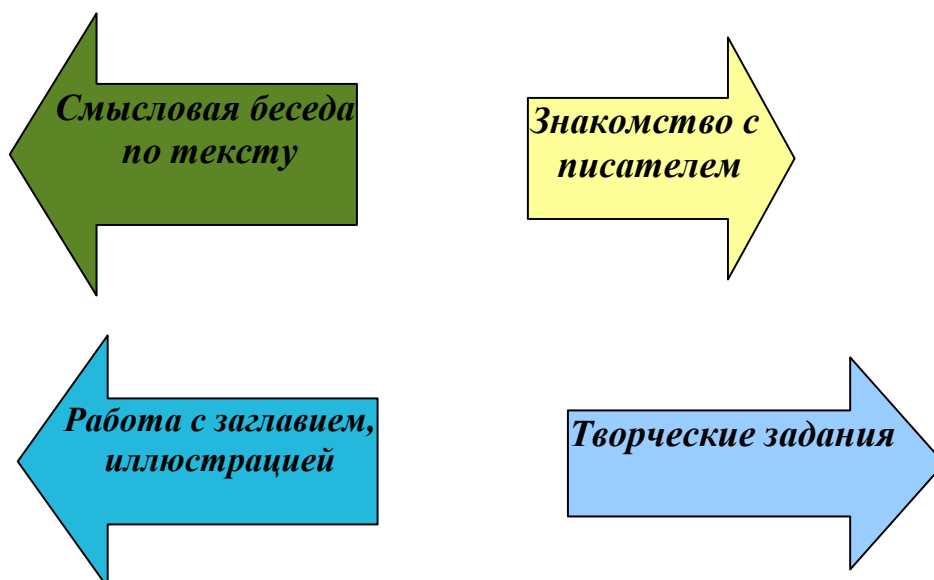 Смысловая беседа
по тексту
Знакомство с
писателем
Работа с заглавием,
иллюстрацией
Творческие задания